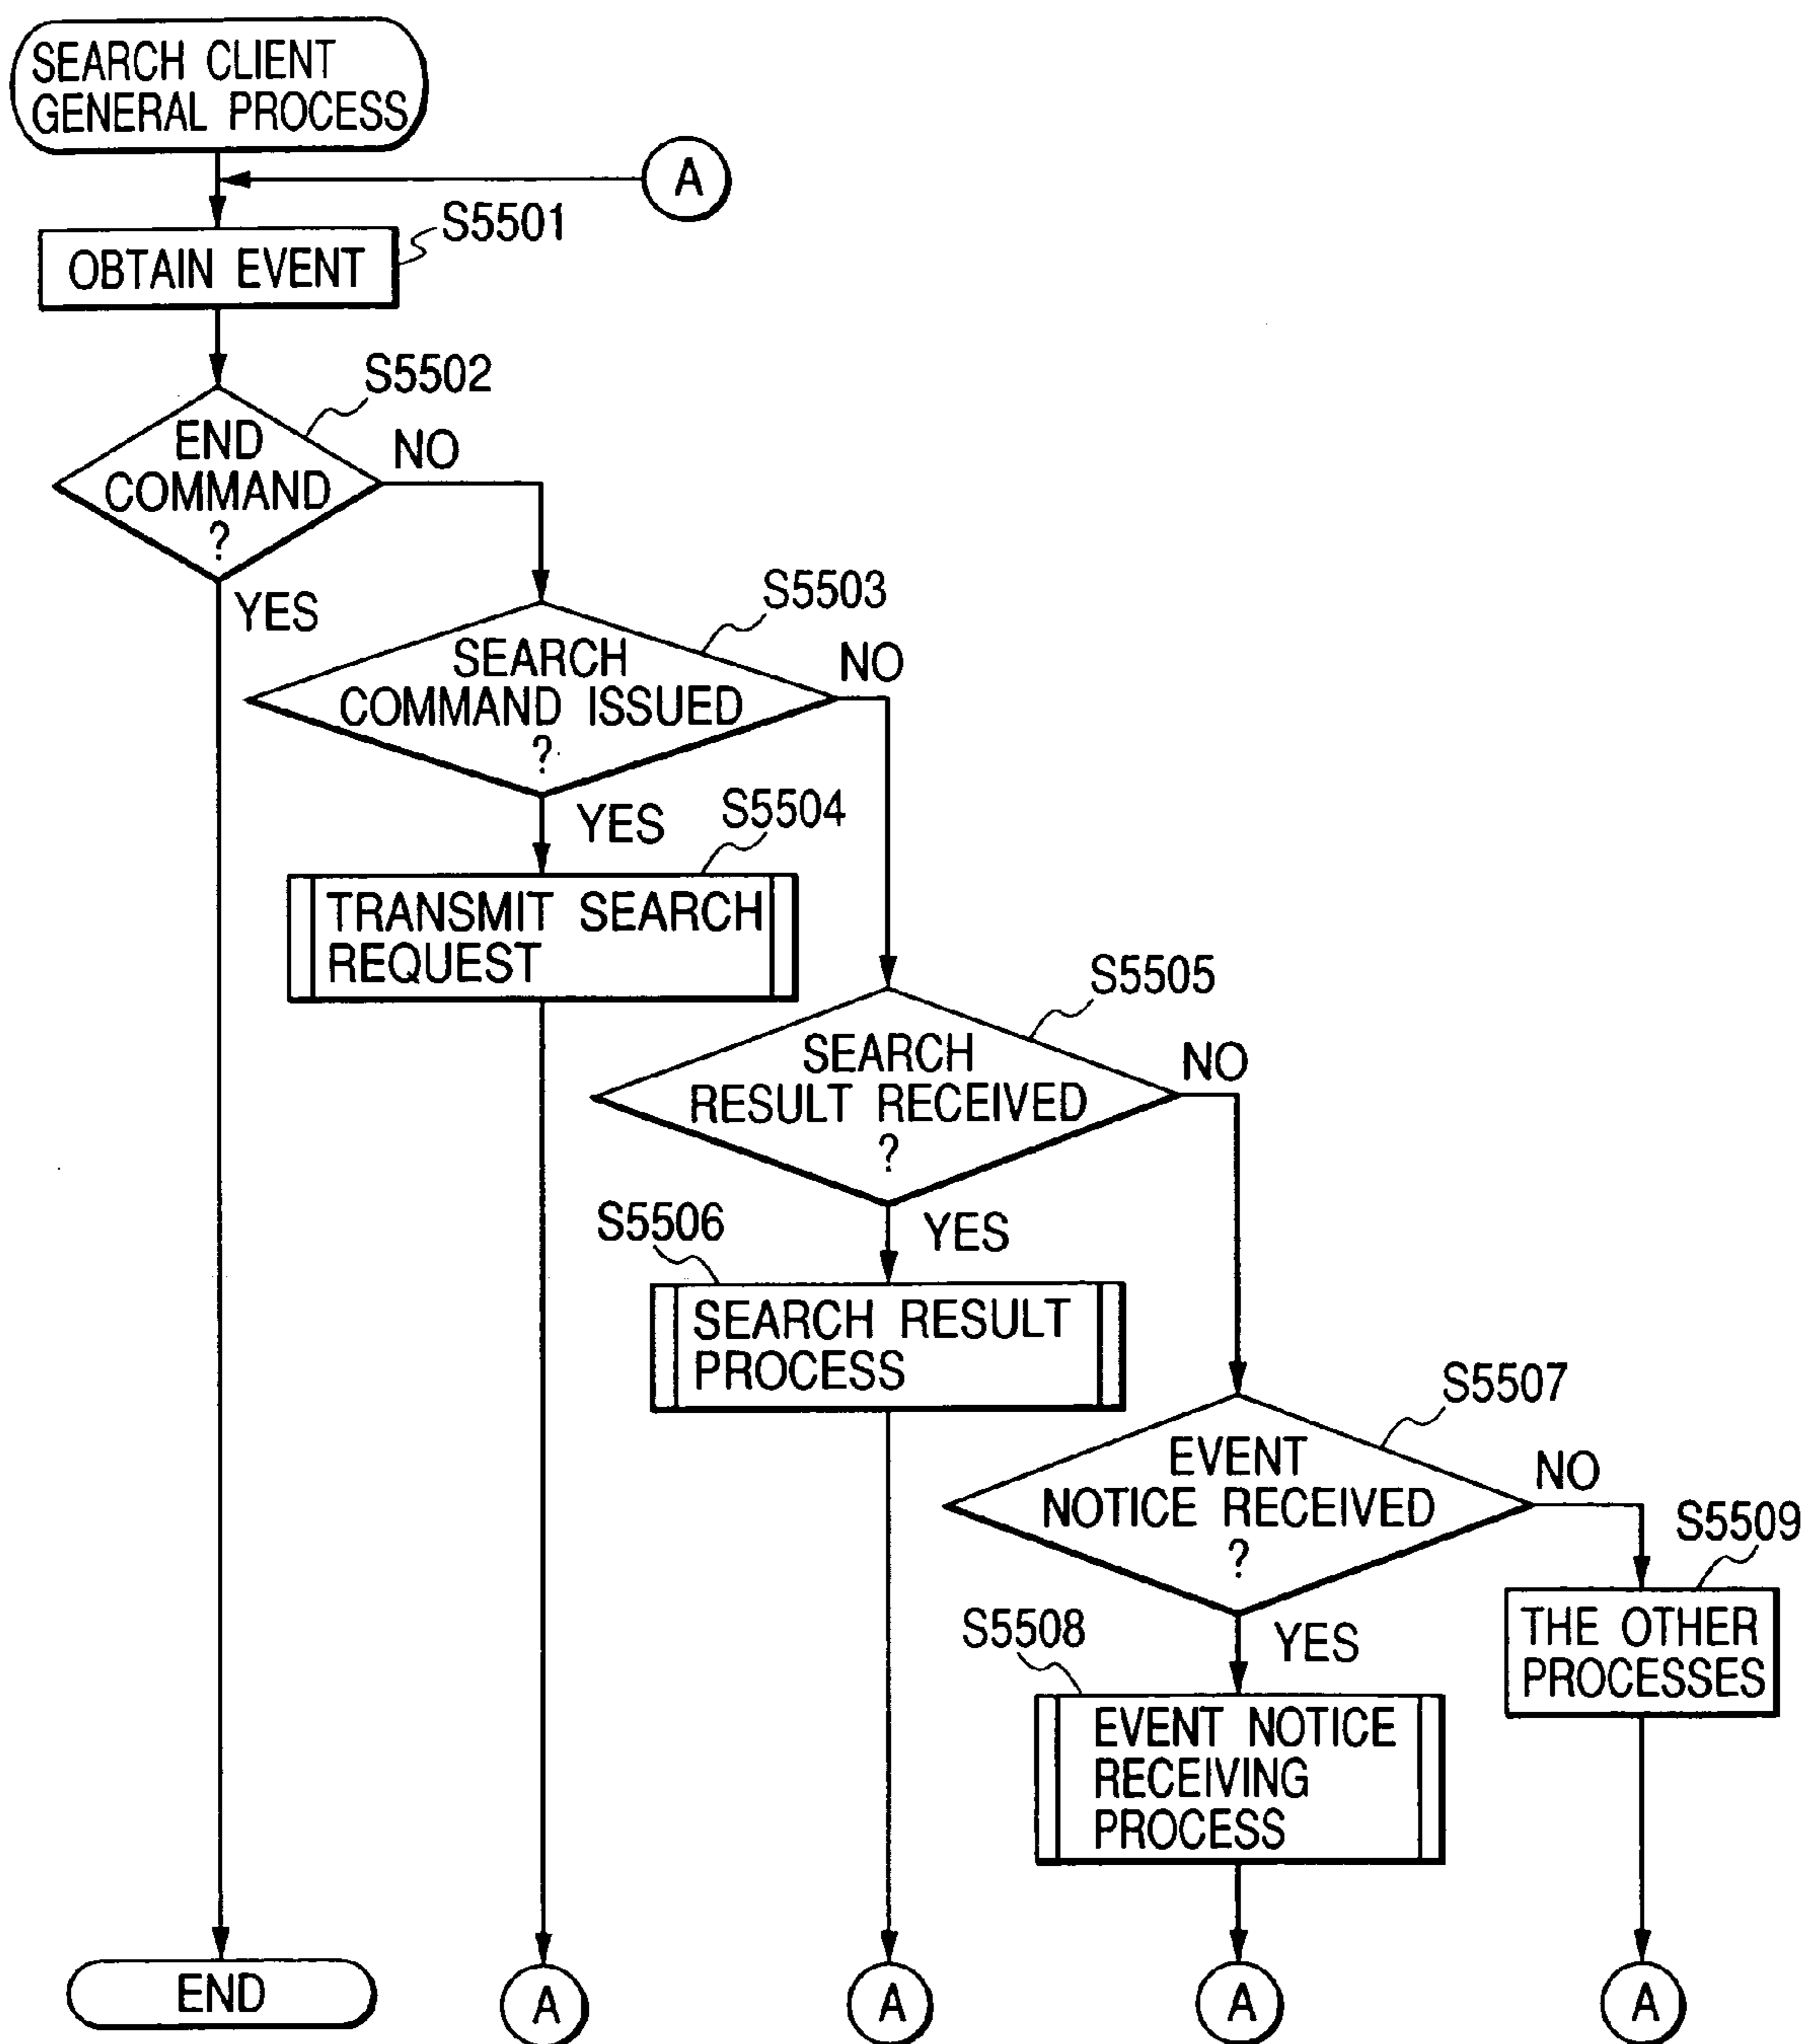 SEARCH CLIENT
GENERAL PROCESS
A
S5501
OBTAIN EVENT
S5502
END
COMMAND
?
NO
YES
S5503
SEARCH
COMMAND ISSUED
?
NO
YES
S5504
TRANSMIT SEARCH
REQUEST
S5505
SEARCH
RESULT RECEIVED
?
NO
YES
S5506
SEARCH RESULT
PROCESS
S5507
EVENT
NOTICE RECEIVED
?
NO
S5509
THE OTHER
PROCESSES
YES
S5508
EVENT NOTICE
RECEIVING
PROCESS
END
A
A
A
A